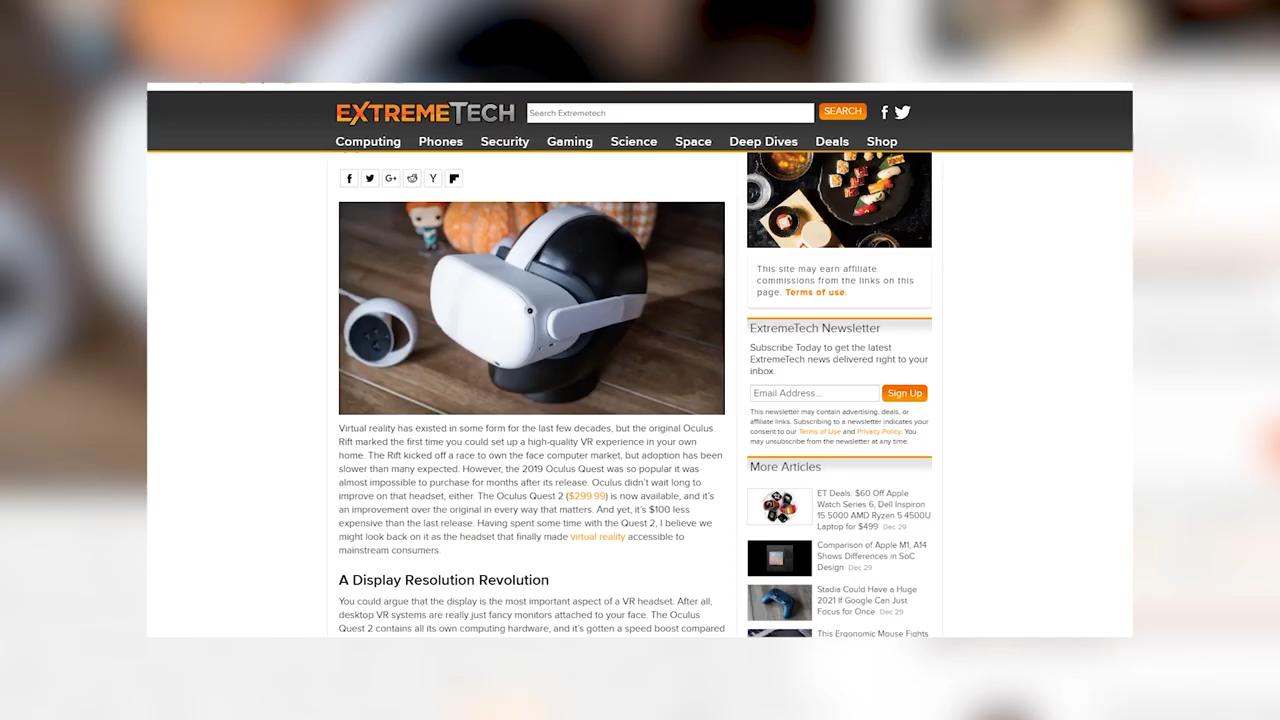 EXTREMETECH
Search Extremetech
SEARCH
Computing Phones Security Gaming Science Space Deep Dives Deals Shop
G+
Y
Virtual reality has existed in some form for the last few decades, but the original Oculus
Rift marked the first time you could set up a high-quality VR experience in your own
home. The Rift kicked off a race to own the face computer market, but adoption has been
slower than many expected. However, the 2019 Oculus Quest was so popular it was
almost impossible to purchase for months after its release. Oculus didn't wait long to
improve on that headset, either. The Oculus Quest 2 ($299.99) is now available, and it's
an improvement over the original in every way that matters. And yet, it's $100 less
expensive than the last release. Having spent some time with the Quest 2, I believe we
might look back on it as the headset that finally made virtual reality accessible to
mainstream consumers.
A Display Resolution Revolution
You could argue that the display is the most important aspect of a VR headset. After all,
desktop VR systems are really just fancy monitors attached to your face. The Oculus
Quest 2 contains all its own computing hardware, and it's gotten a speed boost compared
This site may earn affiliate
commissions from the links on this
page. Terms of use.
ExtremeTech Newsletter
Subscribe Today to get the latest
ExtremeTech news delivered right to your
inbox.
Email Address...
Sign Up
This newsletter may contain advertising, deals, or
affiliate links. Subscribing to a newsletter indicates your
consent to our Terms of Use and Privacy Policy. You
may unsubscribe from the newsletter at any time.
More Articles
ET Deals: $60 Off Apple
Watch Series 6, Dell Inspiron
15 5000 AMD Ryzen 5 4500U
Laptop for $499 Dec 29
Comparison of Apple M1, A14
Shows Differences in SoC
Design Dec 29
Stadia Could Have a Huge
2021 If Google Can Just
Focus for Once Dec 29
This Ergonomic Mouse Fights